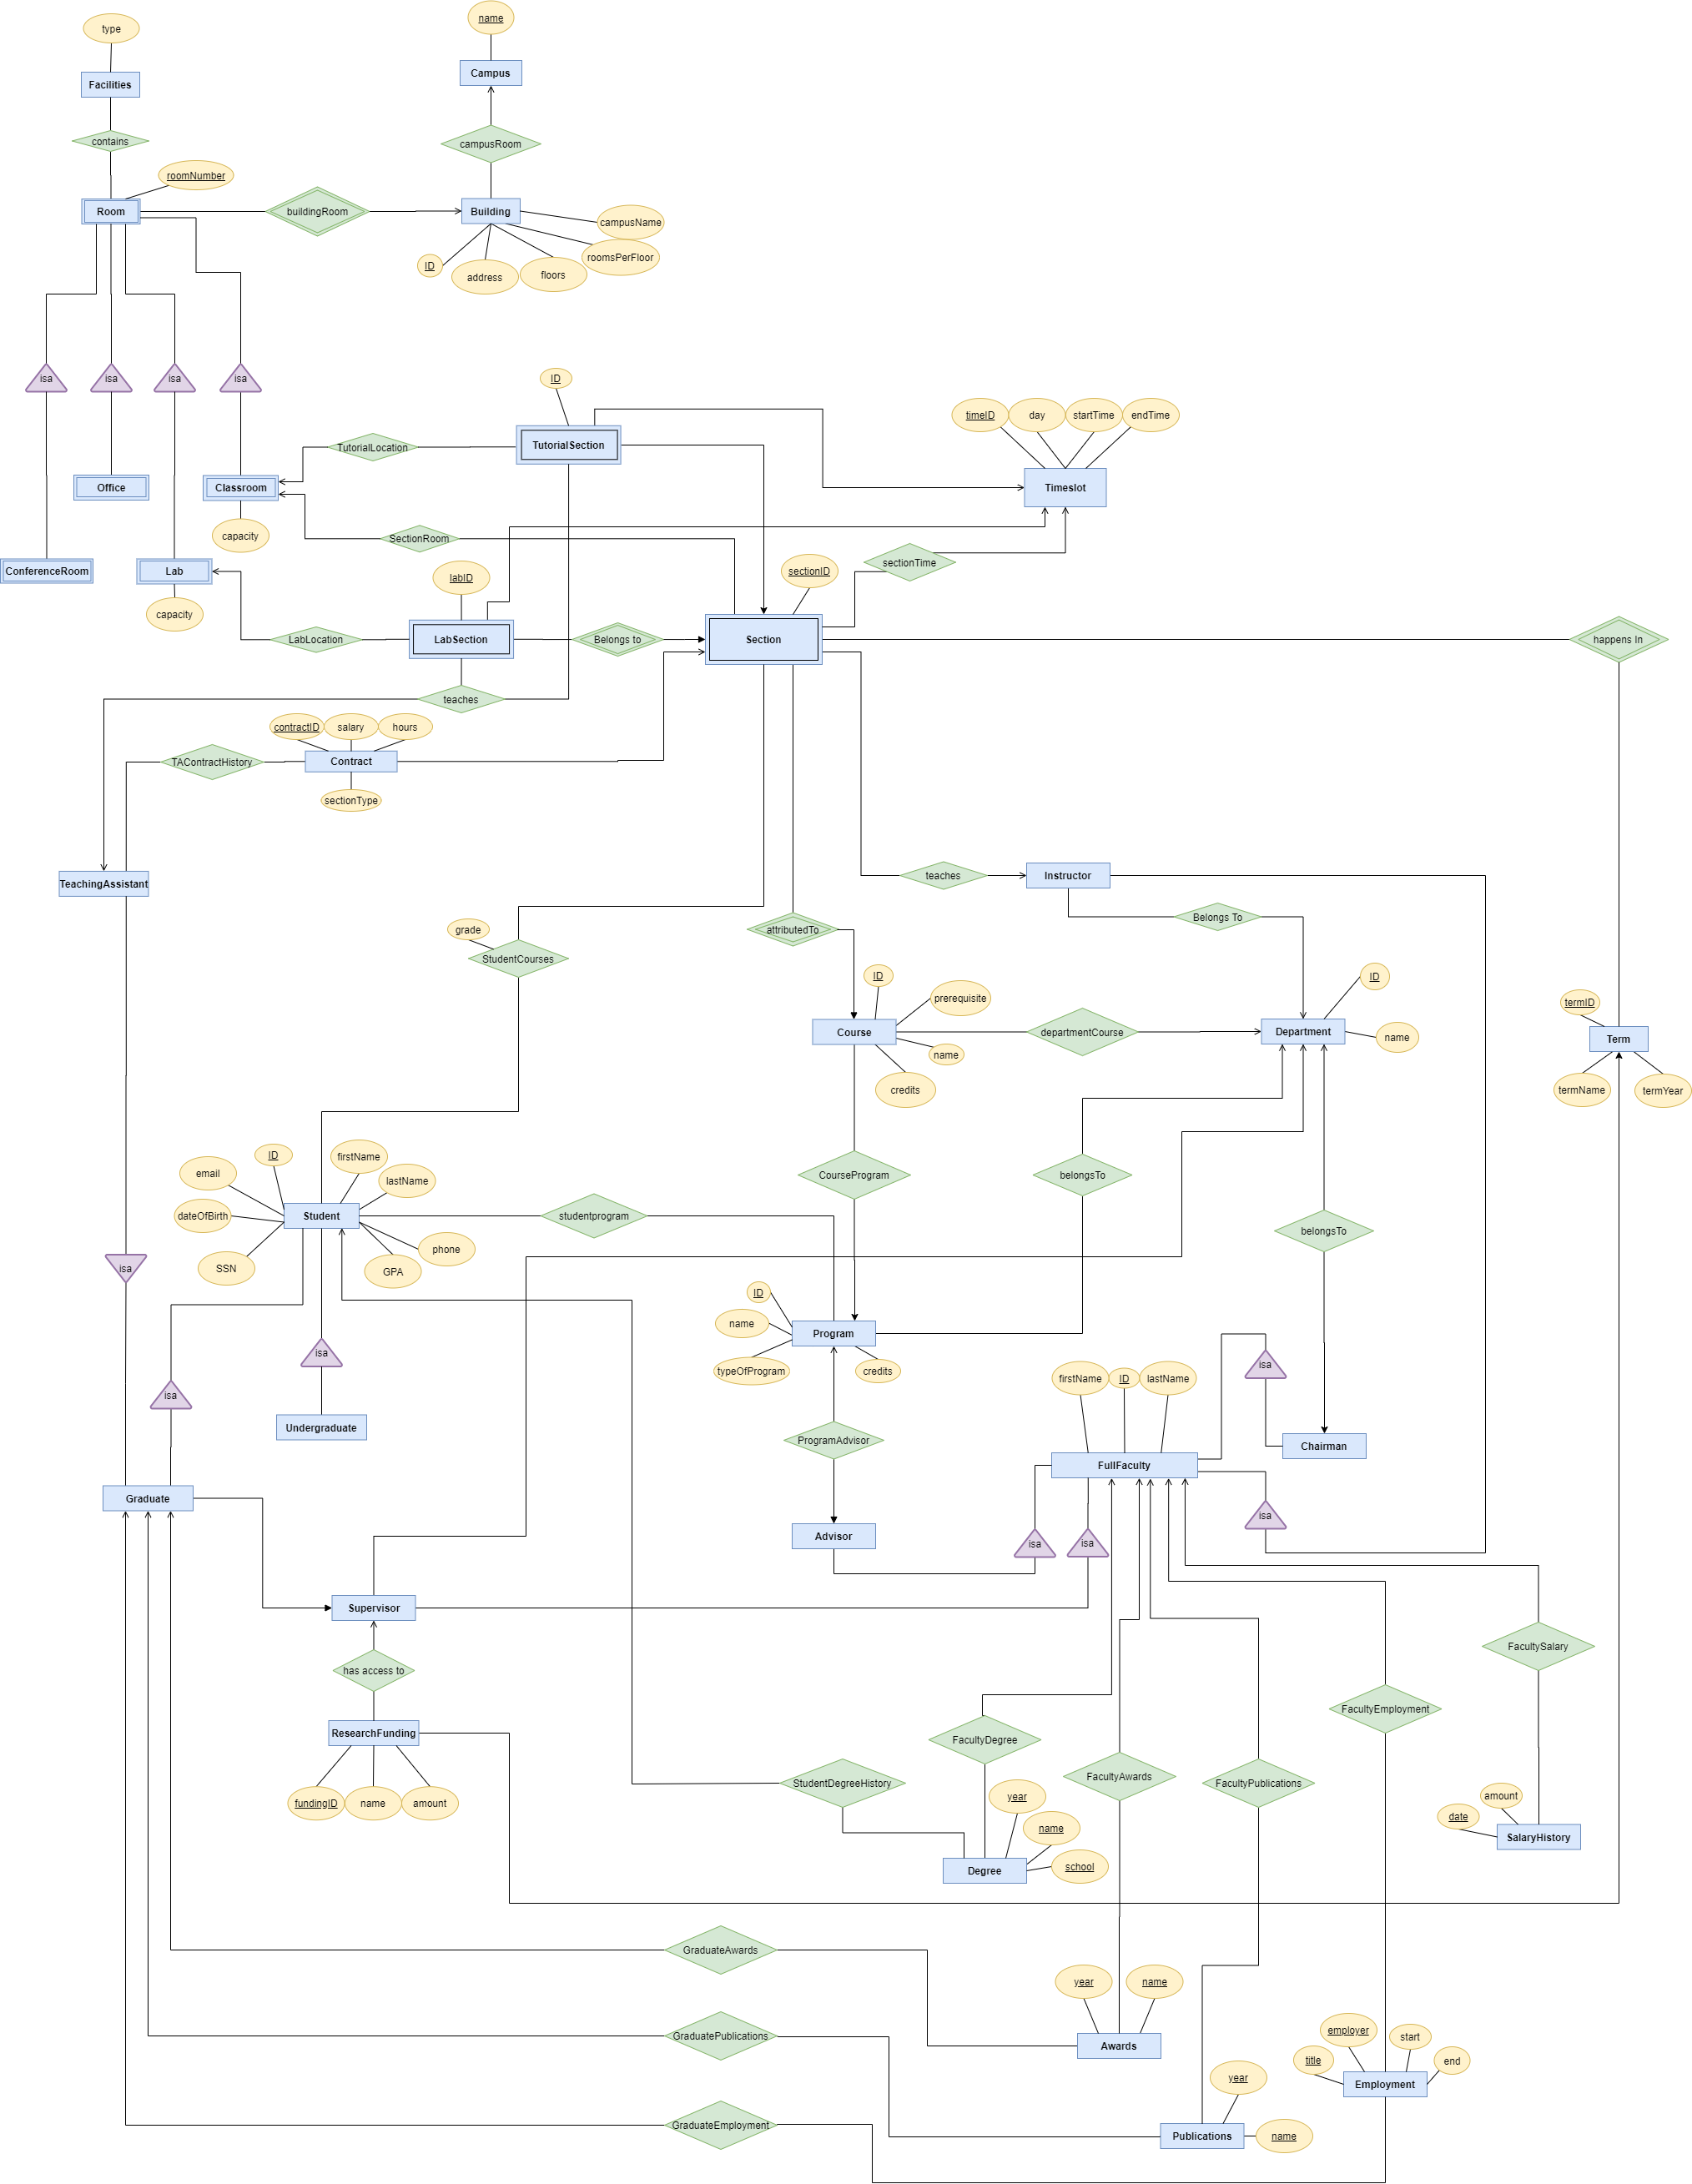 name
type
Campus
Facilities
contains
campusRoom
roomNumber
Room
buildingRoom
Building
campusName
roomsPerFloor
ID
address
floors
isa
isa
isa
isa
ID
timeID
day
startTime
endTime
TutorialLocation
TutorialSection
Office
Classroom
Timeslot
capacity
SectionRoom
sectionTime
ConferenceRoom
Lab
labID
sectionID
capacity
LabLocation
LabSection
Belongs to
Section
happens In
teaches
contractID
salary
hours
TAContractHistory
Contract
sectionType
TeachingAssistant
teaches
Instructor
Belongs To
grade
attributedTo
StudentCourses
ID
ID
prerequisite
termID
Course
departmentCourse
Department
name
Term
name
credits
termName
termYear
ID
firstName
email
lastName
CourseProgram
belongsTo
dateOfBirth
Student
studentprogram
belongsTo
phone
isa
SSN
GPA
ID
name
Program
isa
isa
typeOfProgram
credits
firstName
ID
lastName
isa
Undergraduate
ProgramAdvisor
Chairman
FullFaculty
Graduate
isa
Advisor
isa
isa
Supervisor
FacultySalary
has access to
FacultyEmployment
ResearchFunding
FacultyDegree
FacultyAwards
StudentDegreeHistory
FacultyPublications
year
amount
fundingID
name
amount
date
name
SalaryHistory
school
Degree
GraduateAwards
year
name
employer
GraduatePublications
start
Awards
title
end
year
Employment
GraduateEmployment
Publications
name